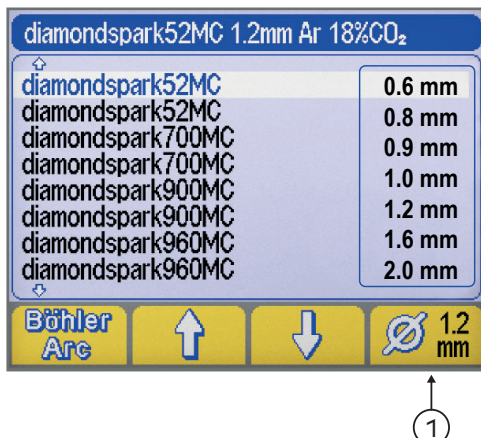 diamondspark52MC 1.2mm Ar 18%CO₂
diamondspark52MC 0.6 mm
diamondspark52MC 0.8 mm
diamondspark700MC 0.9 mm
diamondspark700MC 1.0 mm
diamondspark900MC 1.2 mm
diamondspark900MC 1.6 mm
diamondspark960MC 2.0 mm
diamondspark960MC
Böhler
Arc
1.2
mm
1